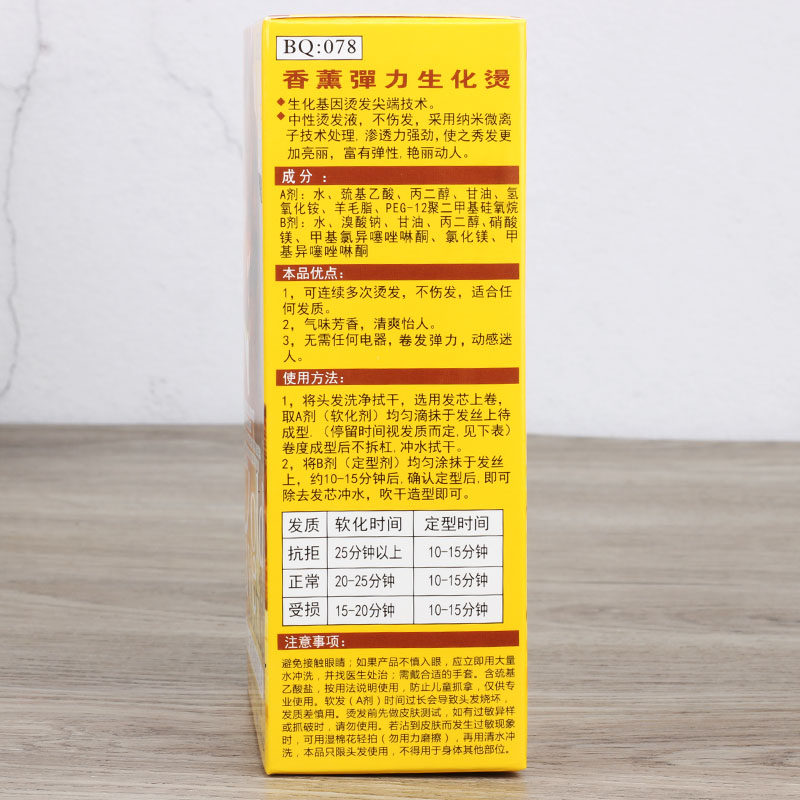 BQ:078
香薰彈力生化燙
◆生化基因烫发尖端技术。
◆中性烫发液，不伤发，采用纳米微离
子技术处理,渗透力强劲,使之秀发更
加亮丽，富有弹性,艳丽动人。
成分：
A剂：水、巯基乙酸、丙二醇、甘油、氢
氧化铵、羊毛脂、PEG-12聚二甲基硅氧烷
B剂：水、溴酸钠、甘油、丙二醇、硝酸
镁、甲基氯异噻唑啉酮、氯化镁、甲
基异噻唑啉酮
本品优点：
1，可连续多次烫发，不伤发，适合任
何发质。
2，气味芳香，清爽怡人。
3，无需任何电器，卷发弹力，动感迷
人。
使用方法：
1，将头发洗净拭干，选用发芯上卷，
取A剂（软化剂）均匀滴抹于发丝上待
成型.（停留时间视发质而定,见下表）
卷度成型后不拆杠,冲水拭干。
2，将B剂（定型剂）均匀涂抹于发丝
上，约10-15分钟后,确认定型后,即可
除去发芯冲水，吹干造型即可。
发质 软化时间 定型时间
抗拒 25分钟以上 10-15分钟
正常 20-25分钟 10-15分钟
受损 15-20分钟 10-15分钟
注意事项：
避免接触眼睛；如果产品不慎入眼，应立即用大量
水冲洗，并找医生处治；需戴合适的手套。含巯基
乙酸盐，按用法说明使用，防止儿童抓拿，仅供专
业使用。软发（A剂）时间过长会导致头发烧坏，
发质差慎用。烫发前先做皮肤测试，如有过敏异样
或抓破时，请勿使用。若沾到皮肤而发生过敏现象
时，可用湿棉花轻拍（勿用力磨擦），再用清水冲
洗，本品只限头发使用，不得用于身体其他部位。